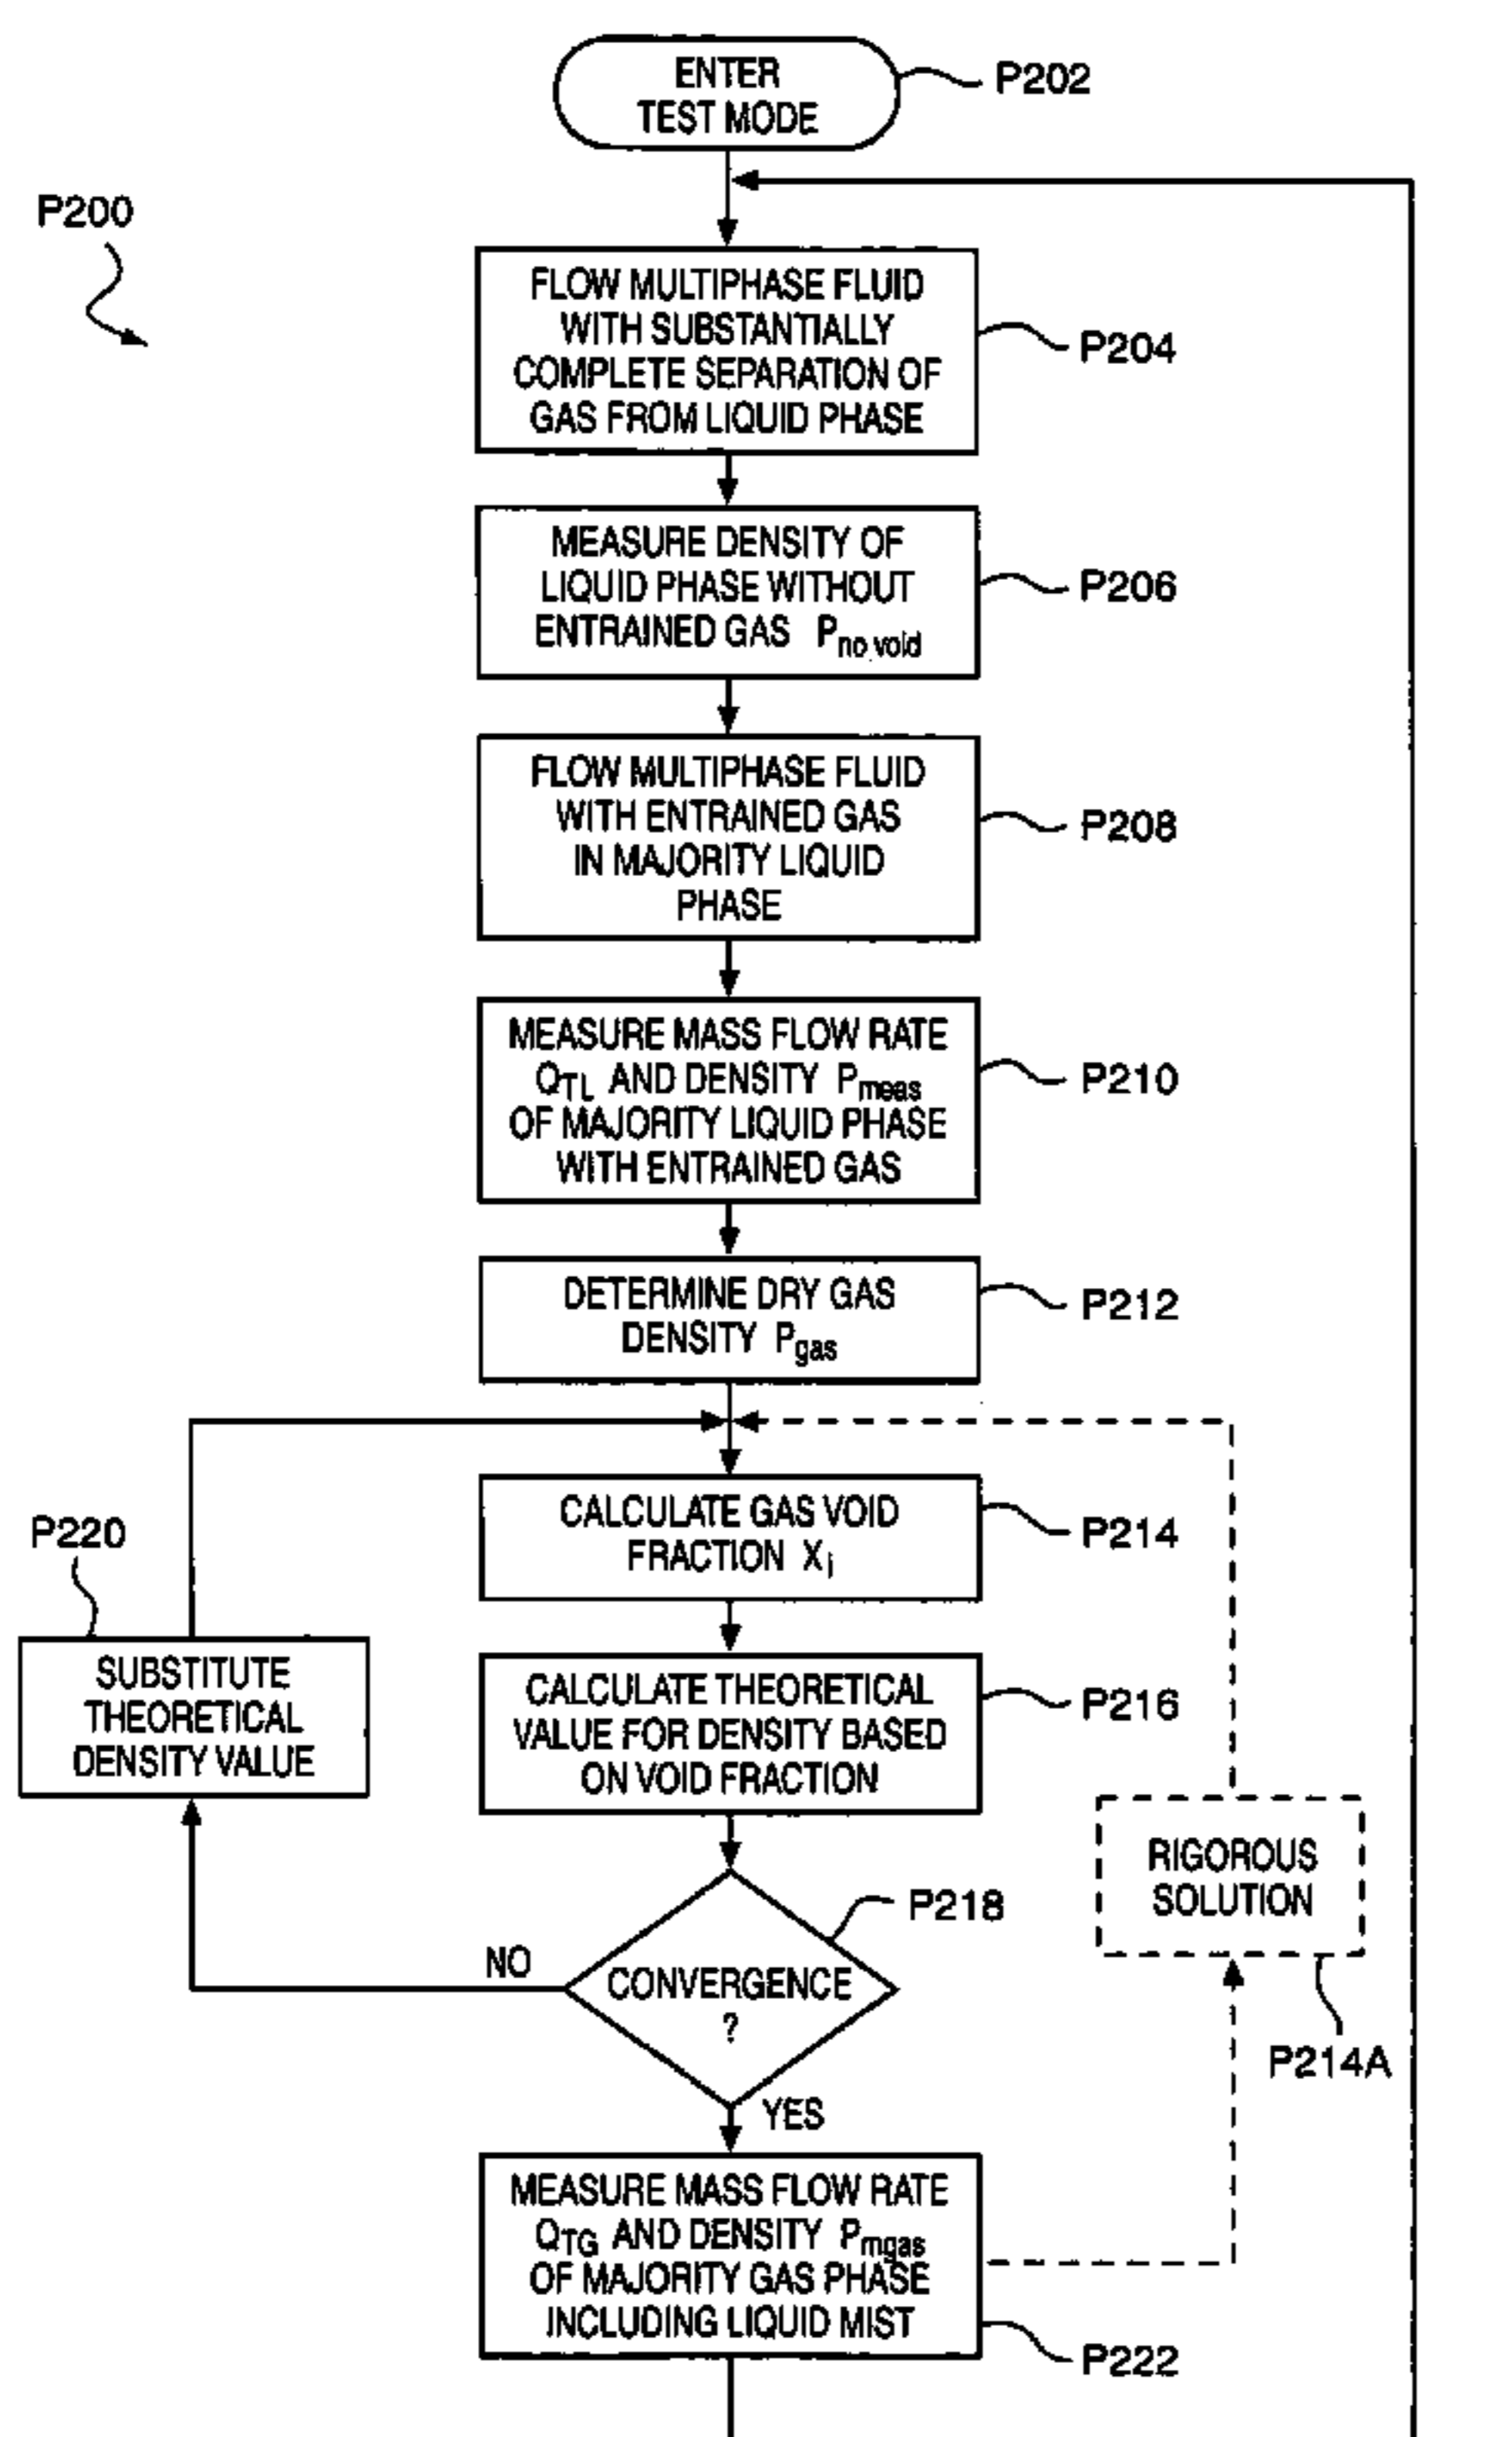 ENTER
TEST MODE
P202
P200
FLOW MULTIPHASE FLUID
WITH SUBSTANTIALLY
COMPLETE SEPARATION OF
GAS FROM LIQUID PHASE
P204
MEASURE DENSITY OF
LIQUID PHASE WITHOUT
ENTRAINED GAS P no void
P206
FLOW MULTIPHASE FLUID
WITH ENTRAINED GAS
IN MAJORITY LIQUID
PHASE
P208
MEASURE MASS FLOW RATE
QTL AND DENSITY Pmeas
OF MAJORITY LIQUID PHASE
WITH ENTRAINED GAS
P210
DETERMINE DRY GAS
DENSITY Pgas
P212
CALCULATE GAS VOID
FRACTION Xi
P214
P220
SUBSTITUTE
THEORETICAL
DENSITY VALUE
CALCULATE THEORETICAL
VALUE FOR DENSITY BASED
ON VOID FRACTION
P216
RIGOROUS
SOLUTION
P214A
P218
NO
CONVERGENCE
?
YES
MEASURE MASS FLOW RATE
QTG AND DENSITY Pmgas
OF MAJORITY GAS PHASE
INCLUDING LIQUID MIST
P222